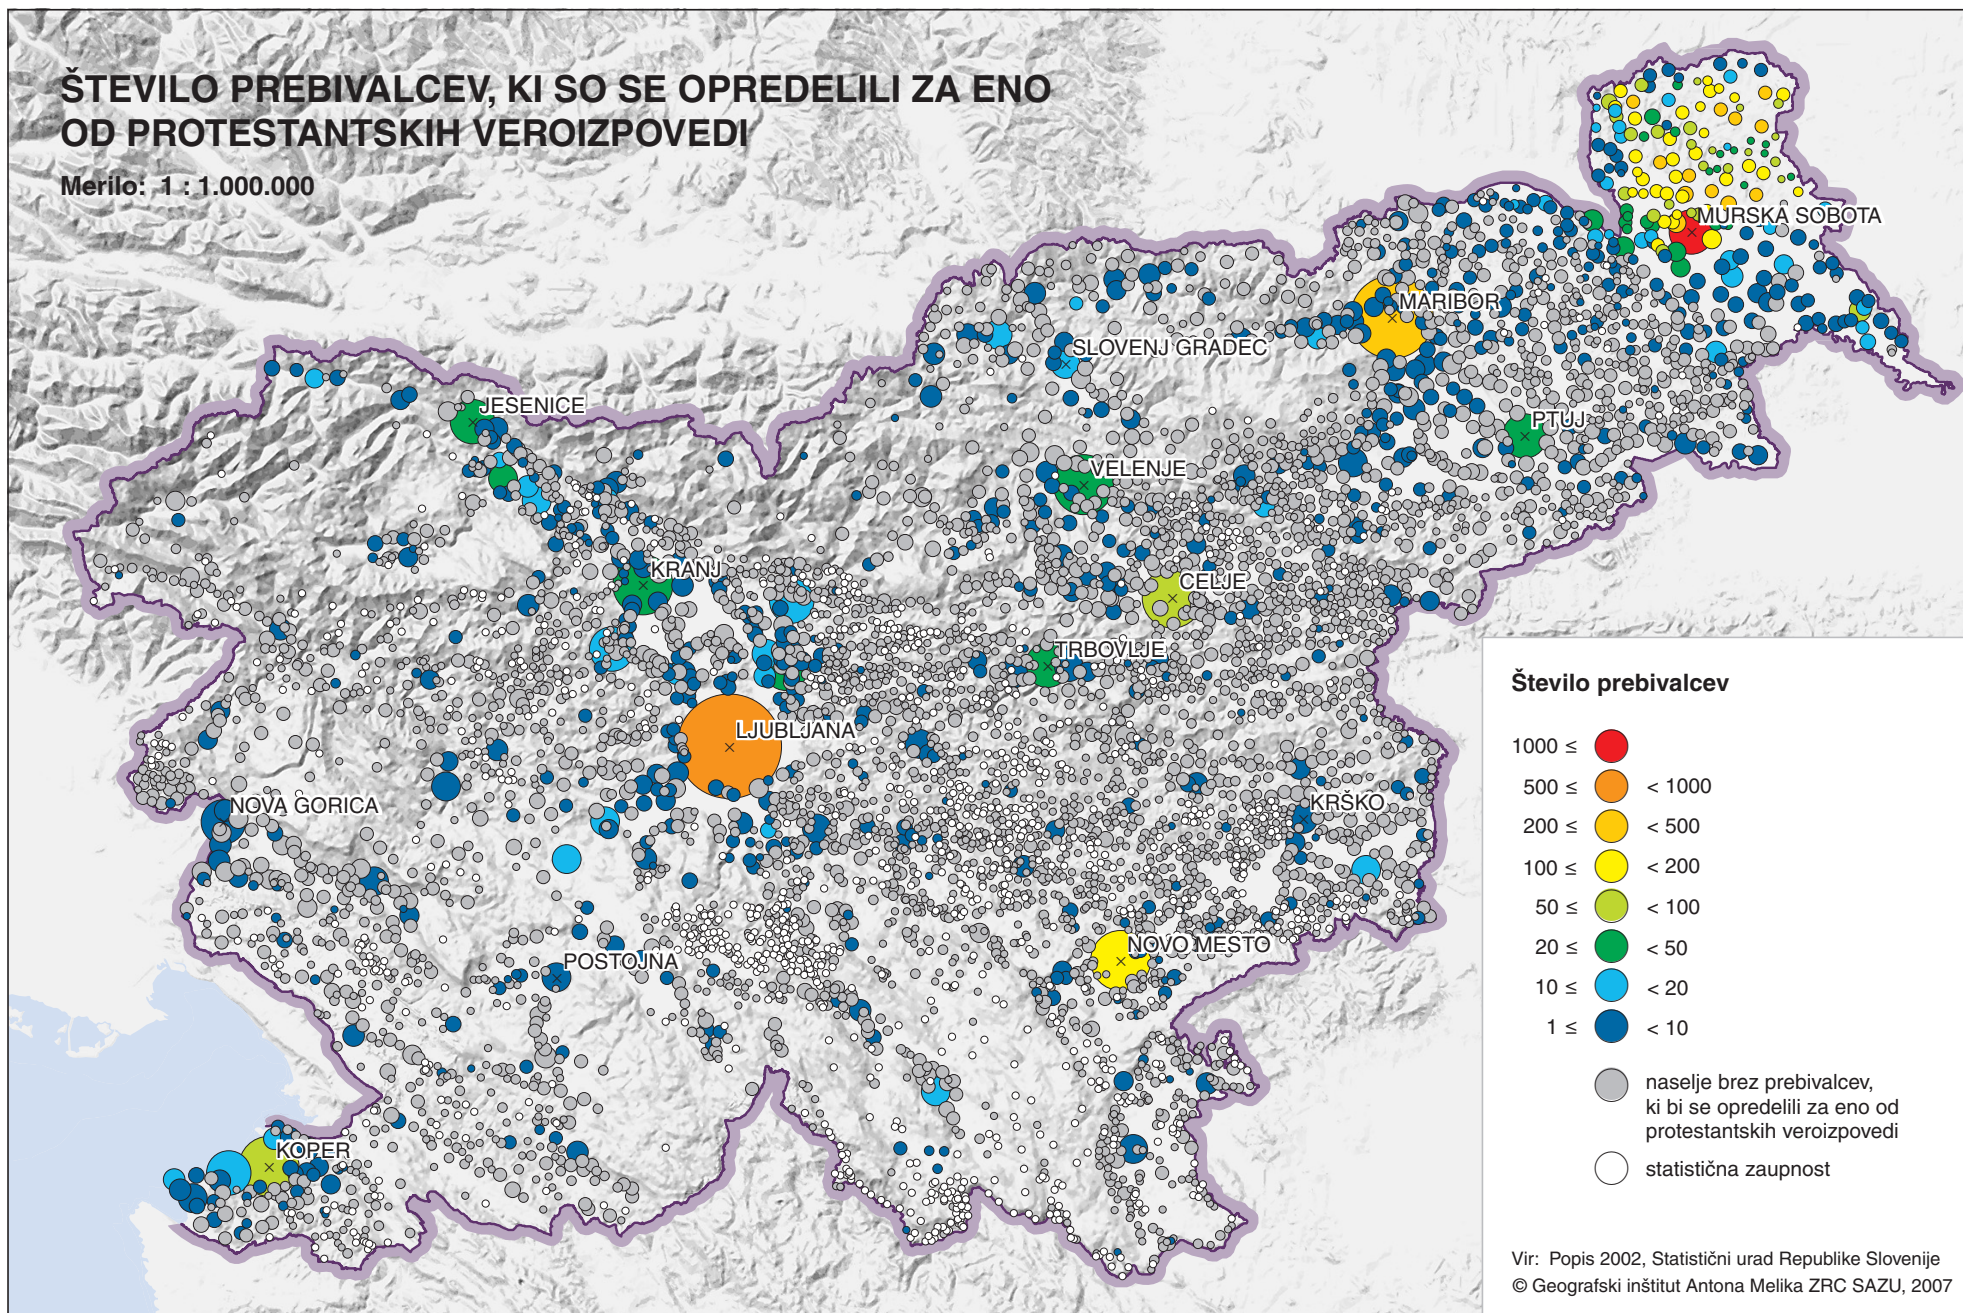 ŠTEVILO PREBIVALCEV, KI SO SE OPREDELILI ZA ENO
OD PROTESTANTSKIH VEROIZPOVEDI
Merilo: 1 : 1.000.000
MURSKA SOBOTA
MARIBOR
SLOVENJ GRADEC
JESENICE
PTUJ
VELENJE
KRANJ
CELJE
TRBOVLJE
LJUBLJANA
NOVA GORICA
KRŠKO
NOVO MESTO
POSTOJNA
KOPER
Število prebivalcev
1000 ≤
500 ≤ < 1000
200 ≤ < 500
100 ≤ < 200
50 ≤ < 100
20 ≤ < 50
10 ≤ < 20
1 ≤ < 10
naselje brez prebivalcev,
ki bi se opredelili za eno od
protestantskih veroizpovedi
statistična zaupnost
Vir: Popis 2002, Statistični urad Republike Slovenije
© Geografski inštitut Antona Melika ZRC SAZU, 2007